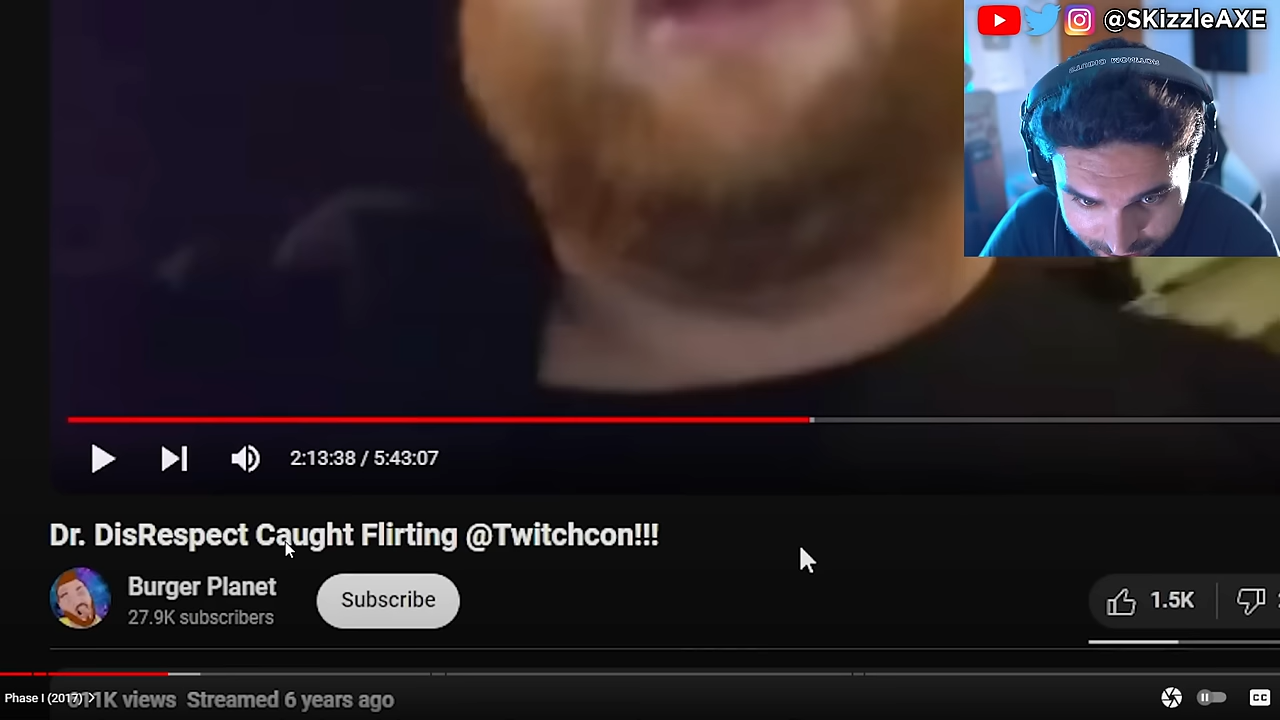 @SKizzleAXE
2:13:38 / 5:43:07
Dr. DisRespect Caught Flirting @Twitchcon!!!
Burger Planet
27.9K subscribers
Subscribe
1.5K
Phase I (2017)
views Streamed 6 years ago
CC